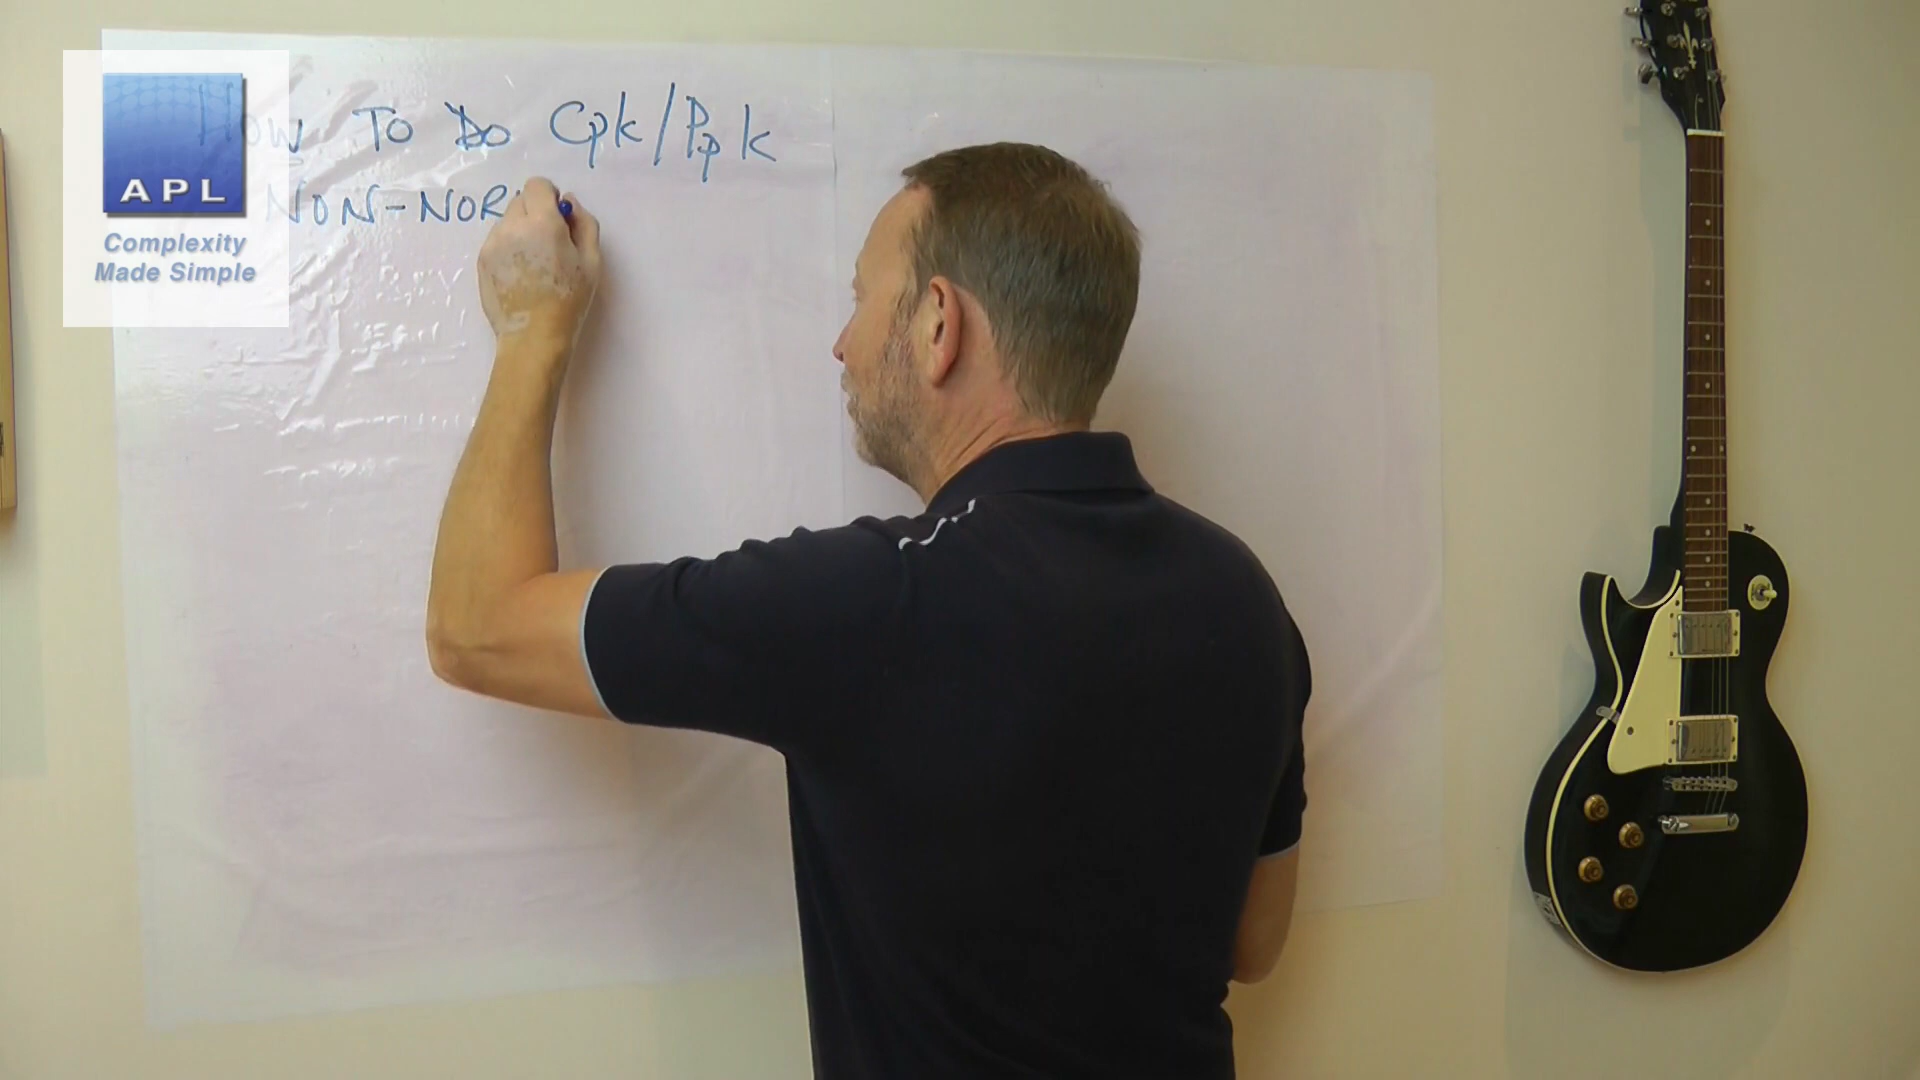 How To Do Cpk/Ppk
NON-NOR
APL
Complexity
Made Simple